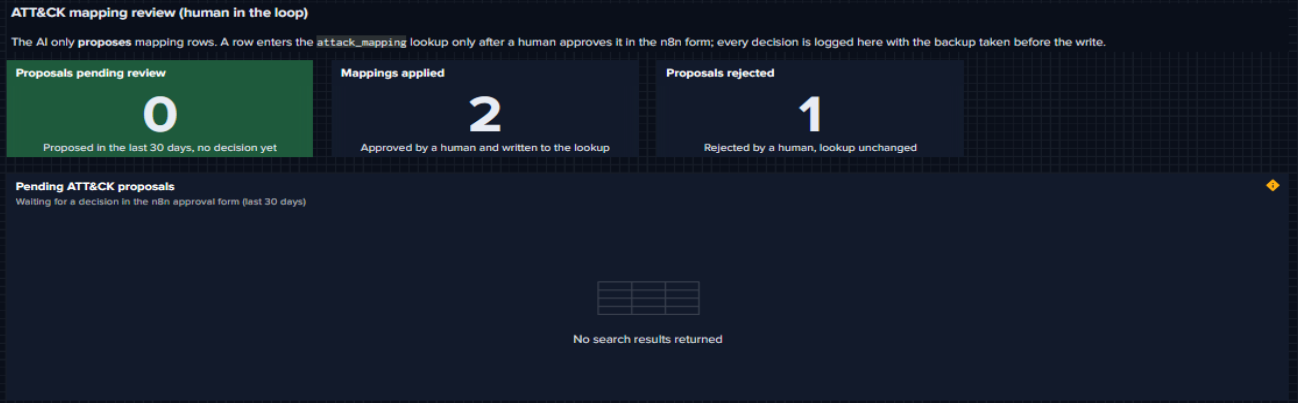 ATT&CK mapping review (human in the loop)
The AI only proposes mapping rows. A row enters the attack_mapping lookup only after a human approves it in the n8n form; every decision is logged here with the backup taken before the write.
Proposals pending review
0
Proposed in the last 30 days, no decision yet
Mappings applied
2
Approved by a human and written to the lookup
Proposals rejected
1
Rejected by a human, lookup unchanged
Pending ATT&CK proposals
Waiting for a decision in the n8n approval form (last 30 days)
No search results returned